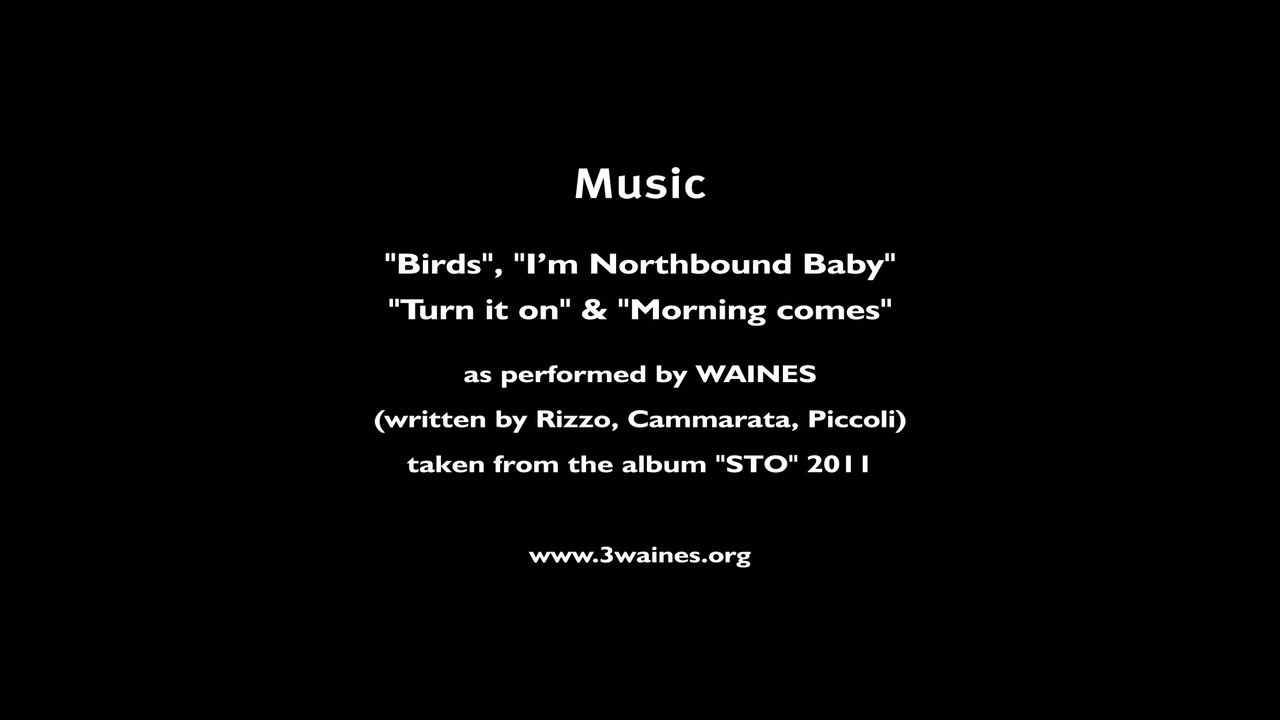 Music
"Birds", "I’m Northbound Baby"
"Turn it on" & "Morning comes"
as performed by WAINES
(written by Rizzo, Cammarata, Piccoli)
taken from the album "STO" 2011
www.3waines.org